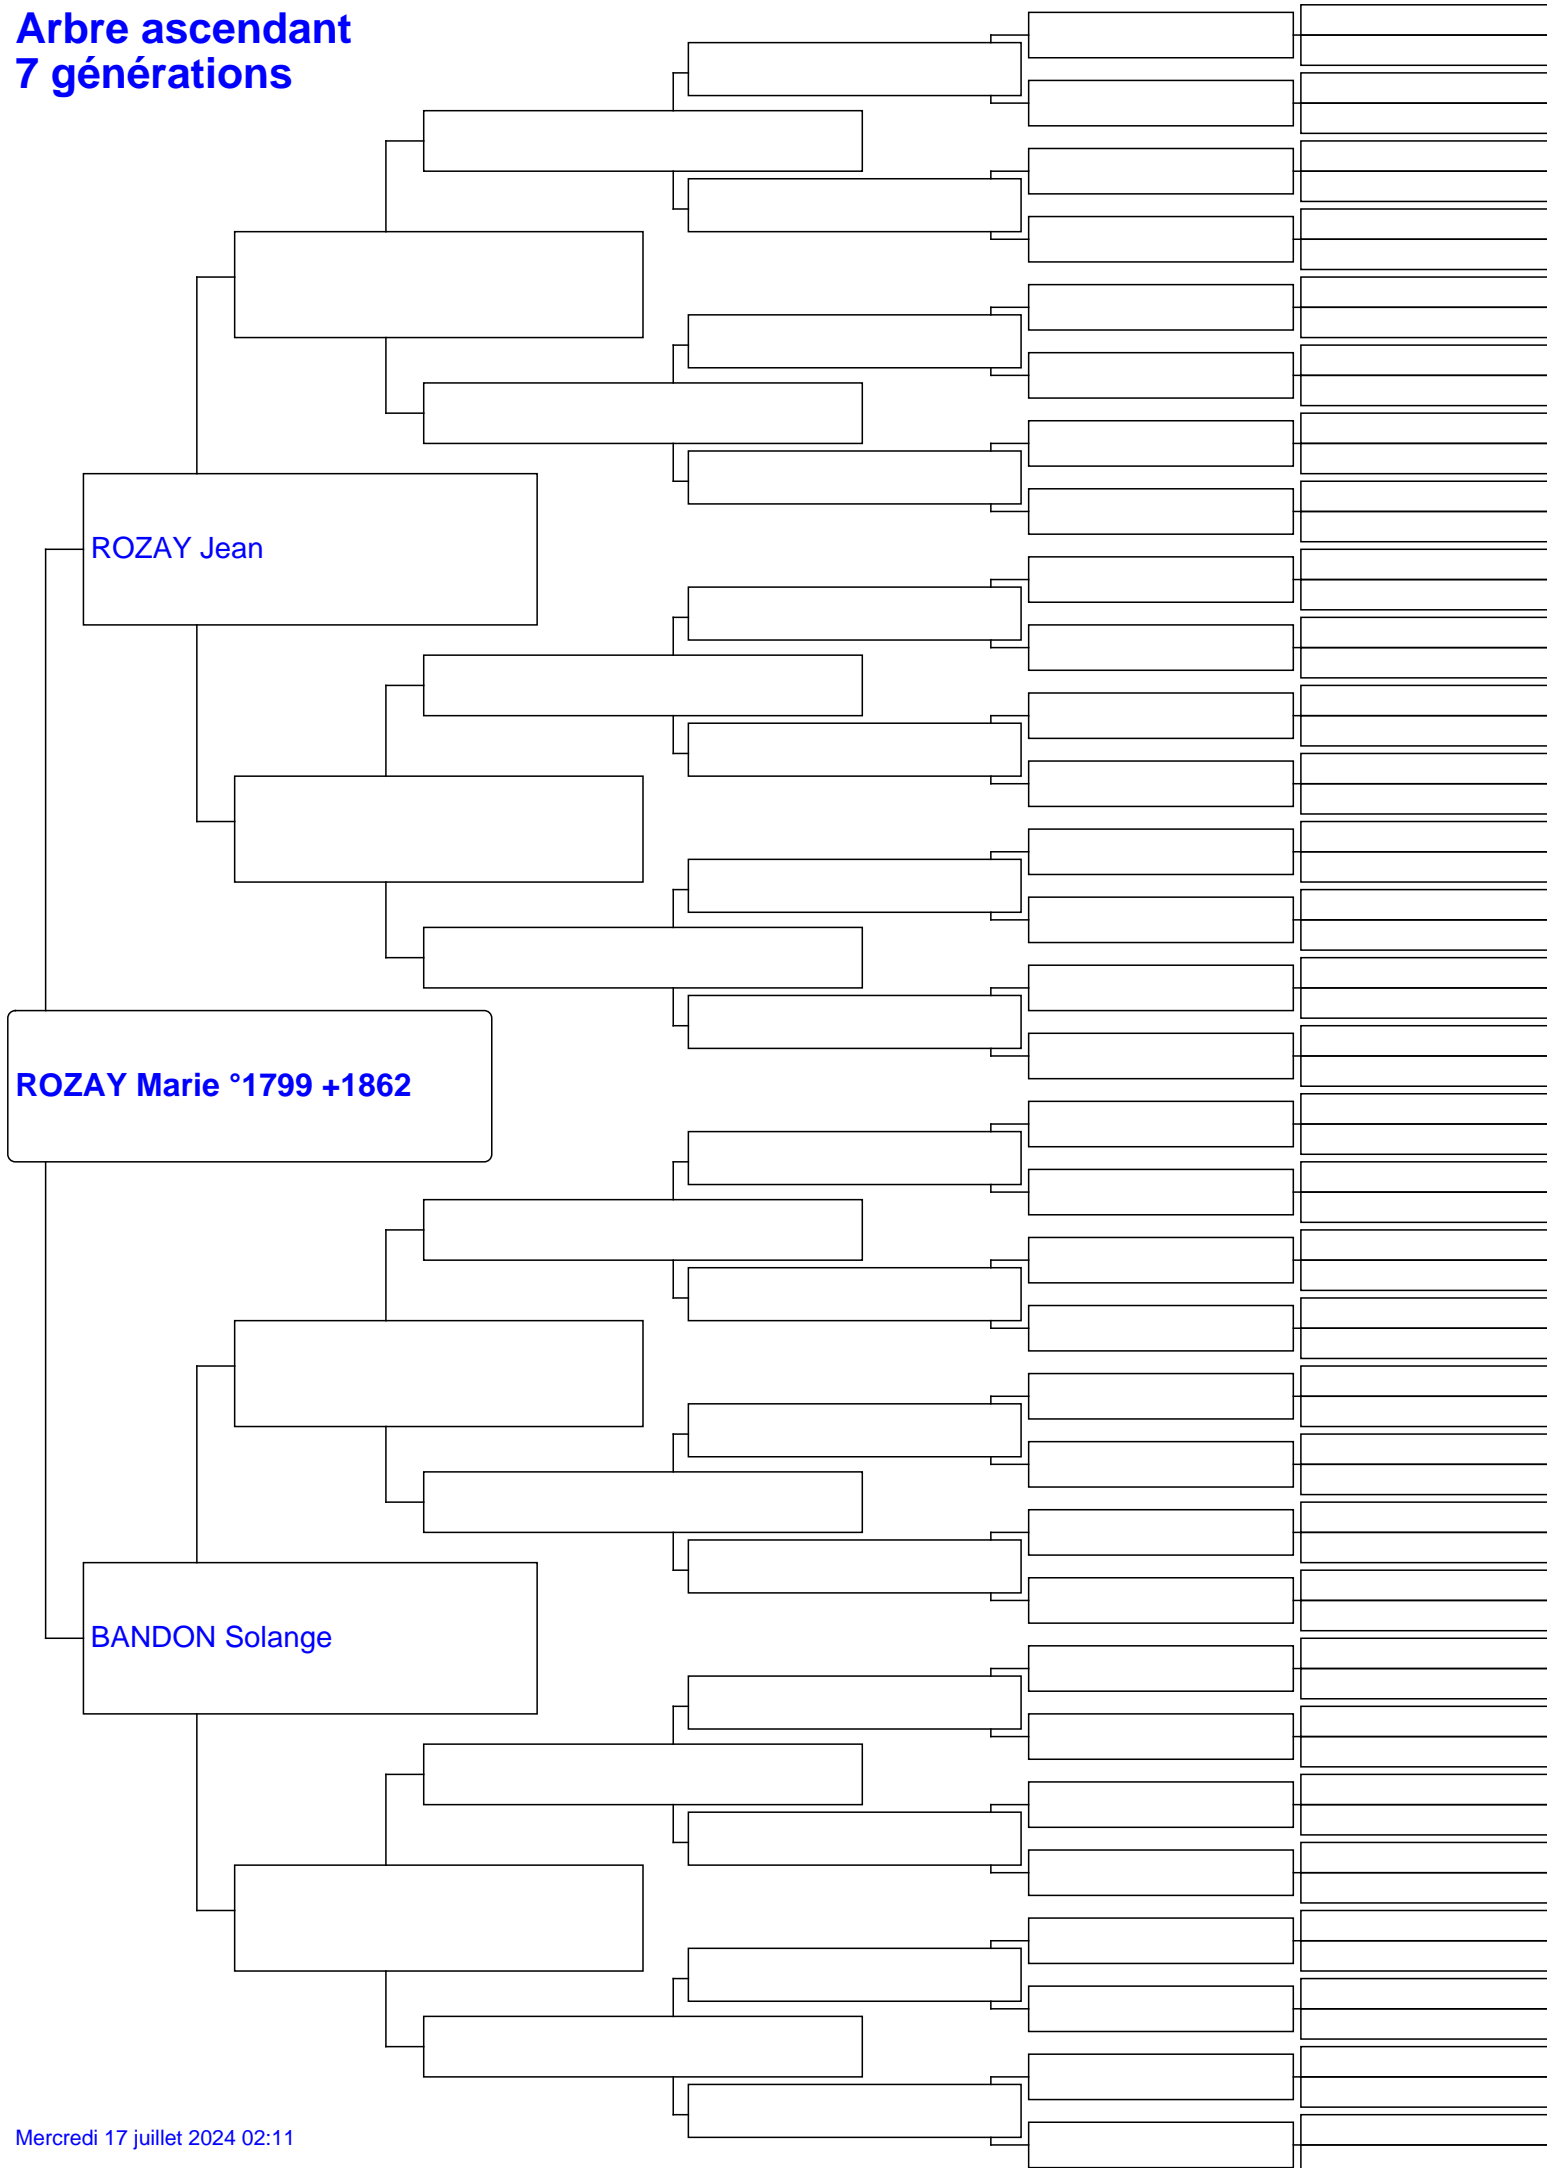 Arbre ascendant
7 générations
ROZAY Jean
ROZAY Marie °1799 +1862
BANDON Solange
Mercredi 17 juillet 2024 02:11